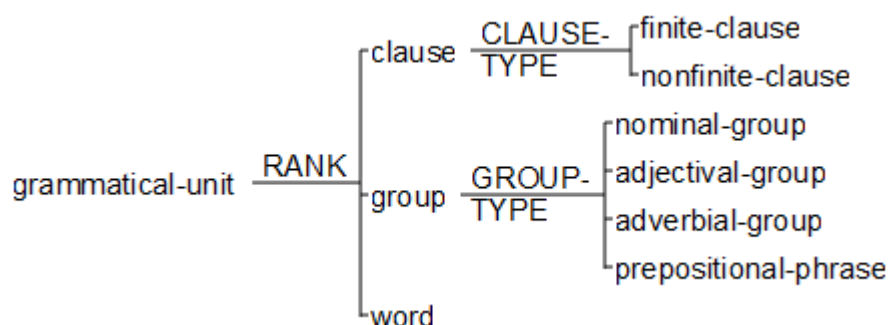 grammatical-unit
RANK
clause
CLAUSE-
TYPE
finite-clause
nonfinite-clause
group
GROUP-
TYPE
nominal-group
adjectival-group
adverbial-group
prepositional-phrase
word